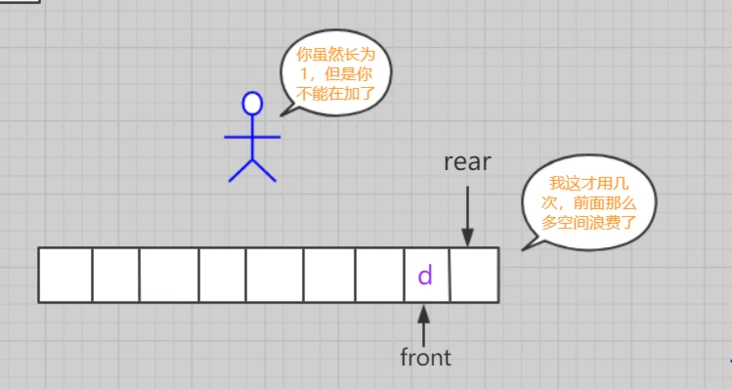 你虽然长为
1，但是你
不能在加了
rear
我这才用几
次，前面那么
多空间浪费了
d
front